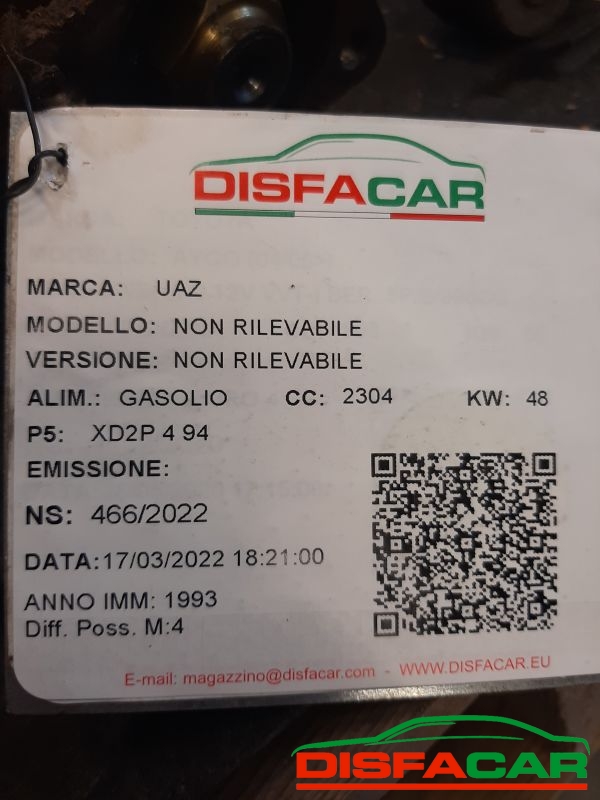 DISFACAR
MARCA: UAZ
MODELLO: NON RILEVABILE
VERSIONE: NON RILEVABILE
ALIM.: GASOLIO CC: 2304 KW: 48
P5: XD2P 4 94
EMISSIONE:
NS: 466/2022
DATA:17/03/2022 18:21:00
ANNO IMM: 1993
Diff. Poss. M:4
E-mail: magazzino@disfacar.com - WWW.DISFACAR.EU
DISFACAR